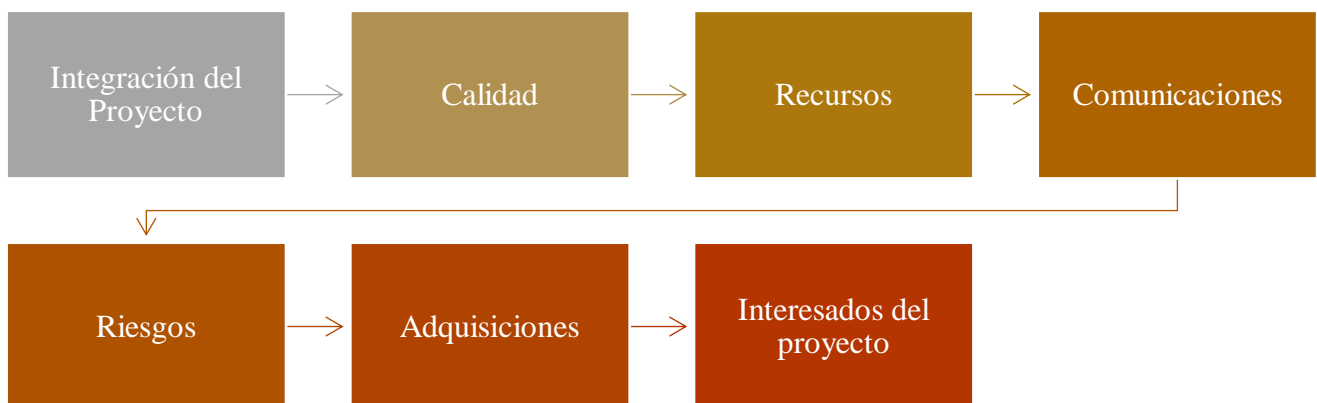 Integración del
Proyecto
Calidad
Recursos
Comunicaciones
Riesgos
Adquisiciones
Interesados del
proyecto